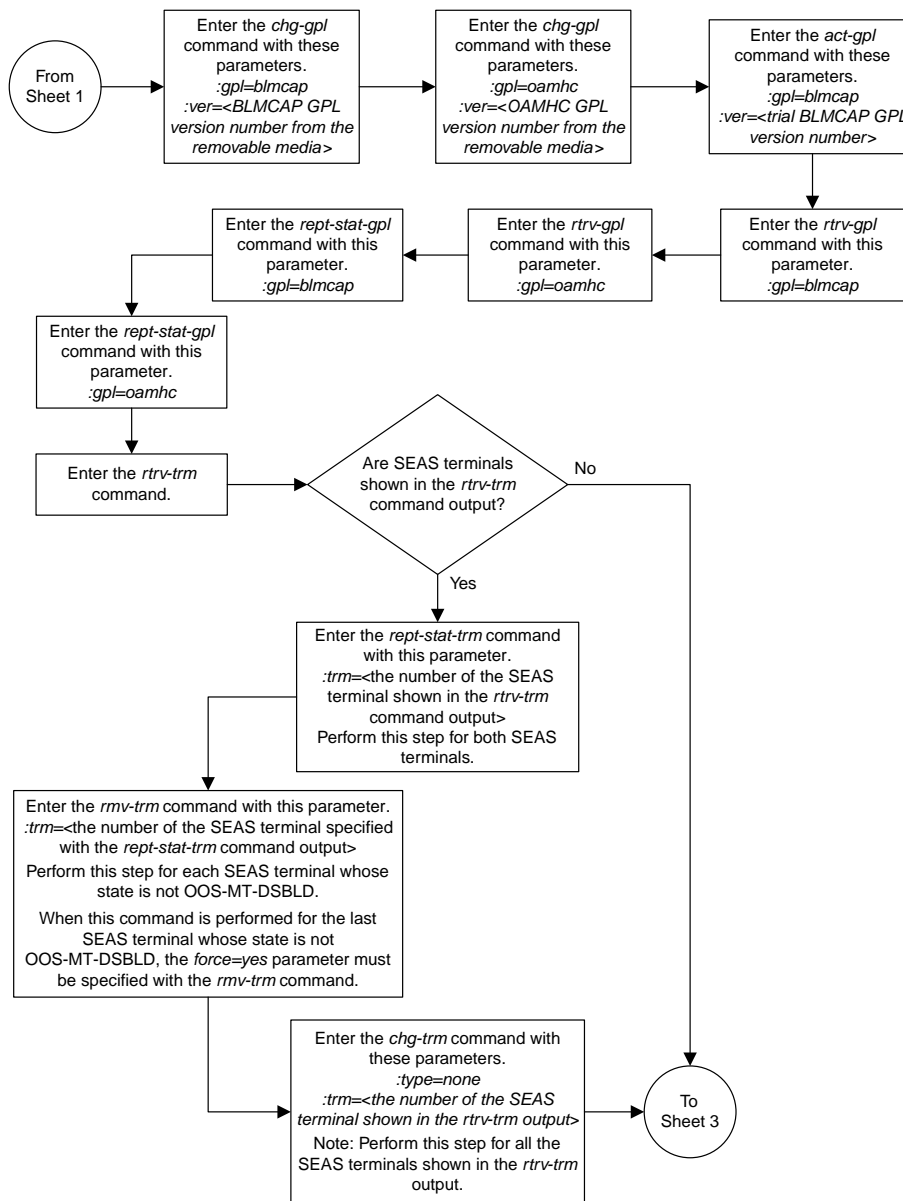 From
Sheet 1
Enter the chg-gpl
command with these
parameters.
:gpl=blmcap
:ver=<BLMCAP GPL
version number from the
removable media>
Enter the chg-gpl
command with these
parameters.
:gpl=oamhc
:ver=<OAMHC GPL
version number from the
removable media>
Enter the act-gpl
command with these
parameters.
:gpl=blmcap
:ver=<trial BLMCAP GPL
version number>
Enter the rept-stat-gpl
command with this
parameter.
:gpl=blmcap
Enter the rtrv-gpl
command with this
parameter.
:gpl=oamhc
Enter the rtrv-gpl
command with this
parameter.
:gpl=blmcap
Enter the rept-stat-gpl
command with this
parameter.
:gpl=oamhc
Enter the rtrv-trm
command.
Are SEAS terminals
shown in the rtrv-trm
command output?
No
Yes
Enter the rept-stat-trm command
with this parameter.
:trm=<the number of the SEAS
terminal shown in the rtrv-trm
command output>
Perform this step for both SEAS
terminals.
Enter the rmv-trm command with this parameter.
:trm=<the number of the SEAS terminal specified
with the rept-stat-trm command output>
Perform this step for each SEAS terminal whose
state is not OOS-MT-DSBLD.
When this command is performed for the last
SEAS terminal whose state is not
OOS-MT-DSBLD, the force=yes parameter must
be specified with the rmv-trm command.
Enter the chg-trm command with
these parameters.
:type=none
:trm=<the number of the SEAS
terminal shown in the rtrv-trm output>
Note: Perform this step for all the
SEAS terminals shown in the rtrv-trm
output.
To
Sheet 3